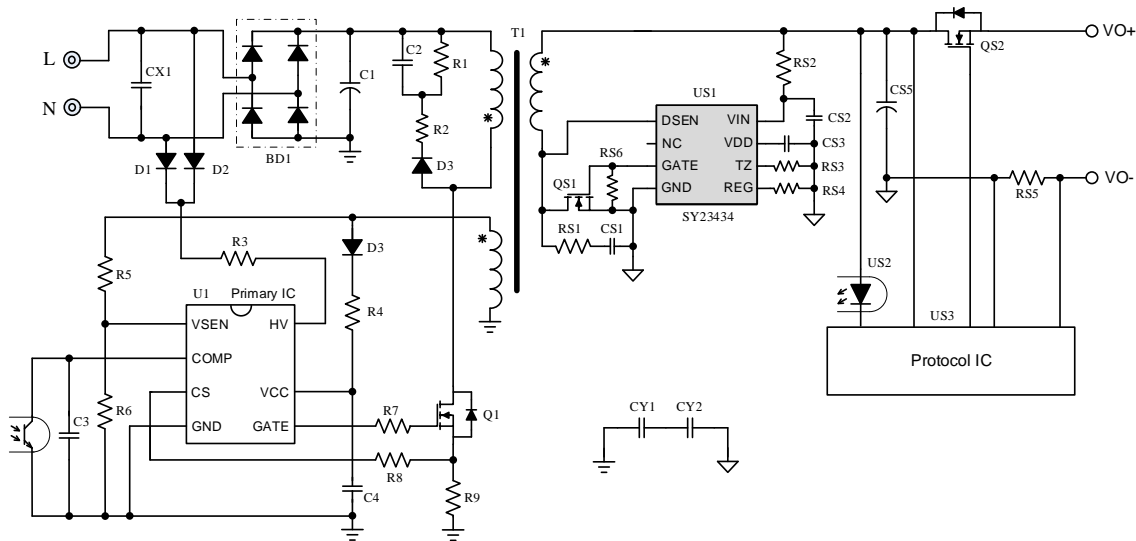 T1
L
N
CX1
BD1
C1
C2
R1
R2
D3
D1
D2
R3
R5
D3
R4
U1
Primary IC
VSEN
HV
COMP
CS
VCC
GND
GATE
C3
R6
R7
R8
Q1
R9
C4
US1
DSEN
VIN
NC
VDD
GATE
TZ
GND
REG
SY23434
RS6
QS1
RS1
CS1
RS2
CS2
CS3
RS3
RS4
CS5
QS2
VO+
VO-
RS5
US2
US3
Protocol IC
CY1
CY2